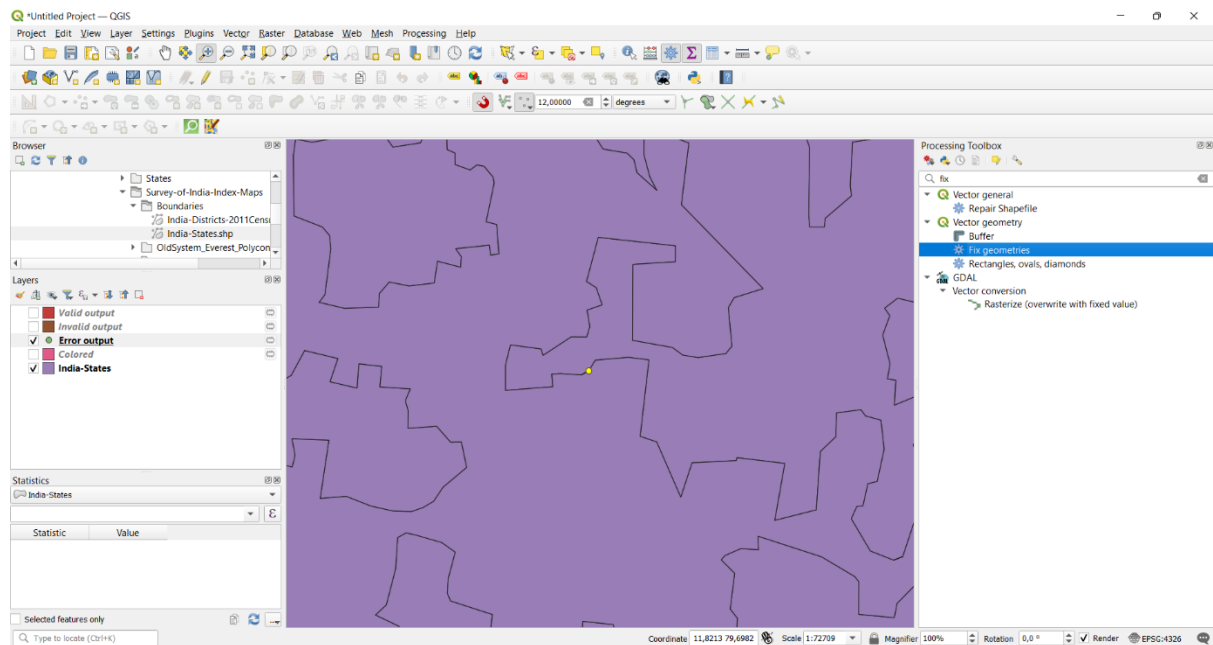 *Untitled Project — QGIS
Project Edit View Layer Settings Plugins Vector Raster Database Web Mesh Processing Help
12,00000 degrees
Browser
States
Survey-of-India-Index-Maps
Boundaries
India-Districts-2011Censu
India-States.shp
OldSystem_Everest_Polycon
Layers
Valid output
Invalid output
Error output
Colored
India-States
Statistics
India-States
ε
Statistic Value
Selected features only
Type to locate (Ctrl+K)
Processing Toolbox
fix
Vector general
Repair Shapefile
Vector geometry
Buffer
Fix geometries
Rectangles, ovals, diamonds
GDAL
Vector conversion
Rasterize (overwrite with fixed value)
Coordinate 11,8213 79,6982 Scale 1:72709 Magnifier 100% Rotation 0,0 ° Render EPSG:4326